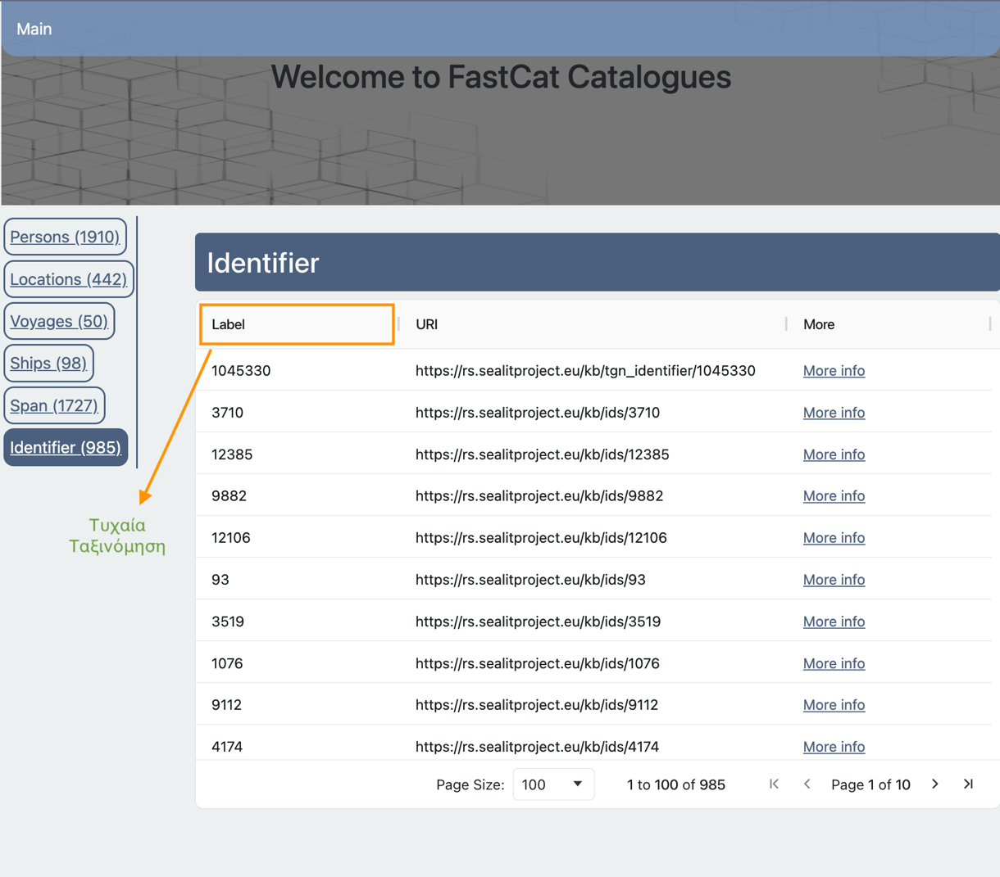 Main
Welcome to FastCat Catalogues
Persons (1910)
Locations (442)
Voyages (50)
Ships (98)
Span (1727)
Identifier (985)
Τυχαία
Ταξινόμηση
Identifier
Label URI More
1045330 https://rs.sealitproject.eu/kb/tgn_identifier/1045330 More info
3710 https://rs.sealitproject.eu/kb/ids/3710 More info
12385 https://rs.sealitproject.eu/kb/ids/12385 More info
9882 https://rs.sealitproject.eu/kb/ids/9882 More info
12106 https://rs.sealitproject.eu/kb/ids/12106 More info
93 https://rs.sealitproject.eu/kb/ids/93 More info
3519 https://rs.sealitproject.eu/kb/ids/3519 More info
1076 https://rs.sealitproject.eu/kb/ids/1076 More info
9112 https://rs.sealitproject.eu/kb/ids/9112 More info
4174 https://rs.sealitproject.eu/kb/ids/4174 More info
Page Size: 100 1 to 100 of 985 Page 1 of 10